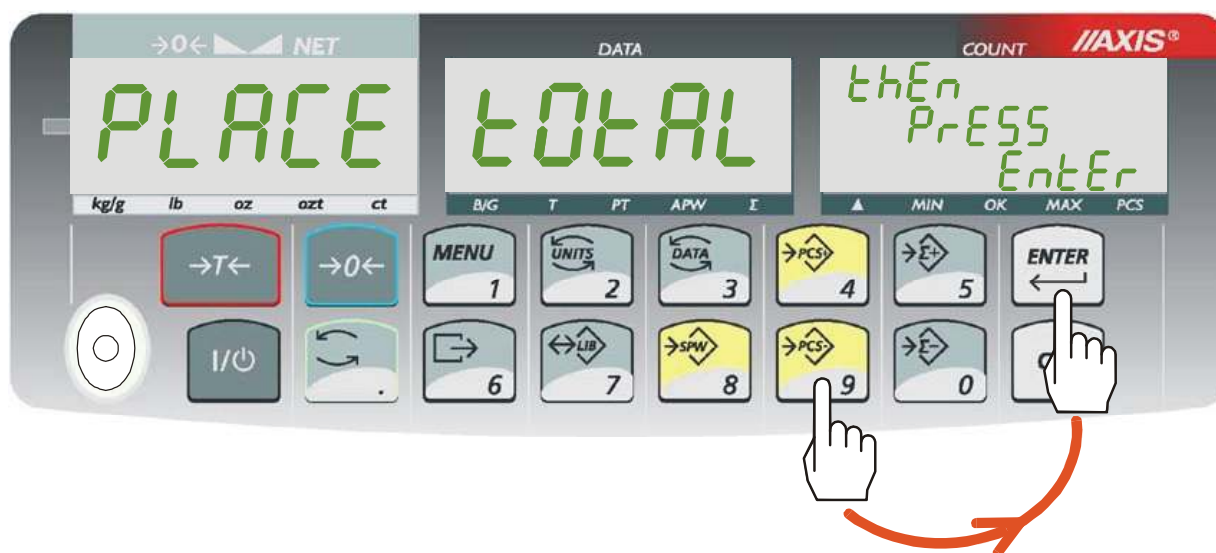 →0← NET
DATA
COUNT
//AXIS®
PLACE
totAL
thEn
PrESS
EntEr
kg/g lb oz ozt ct
B/G T PT APW Σ
▲ MIN OK MAX PCS
→T←
→0←
MENU
1
UNITS
2
DATA
3
→PCS+
4
→Σ+
5
ENTER
I/⏻
.
6
↔LIB
7
→SPW
8
→PCS-
9
→Σ-
0